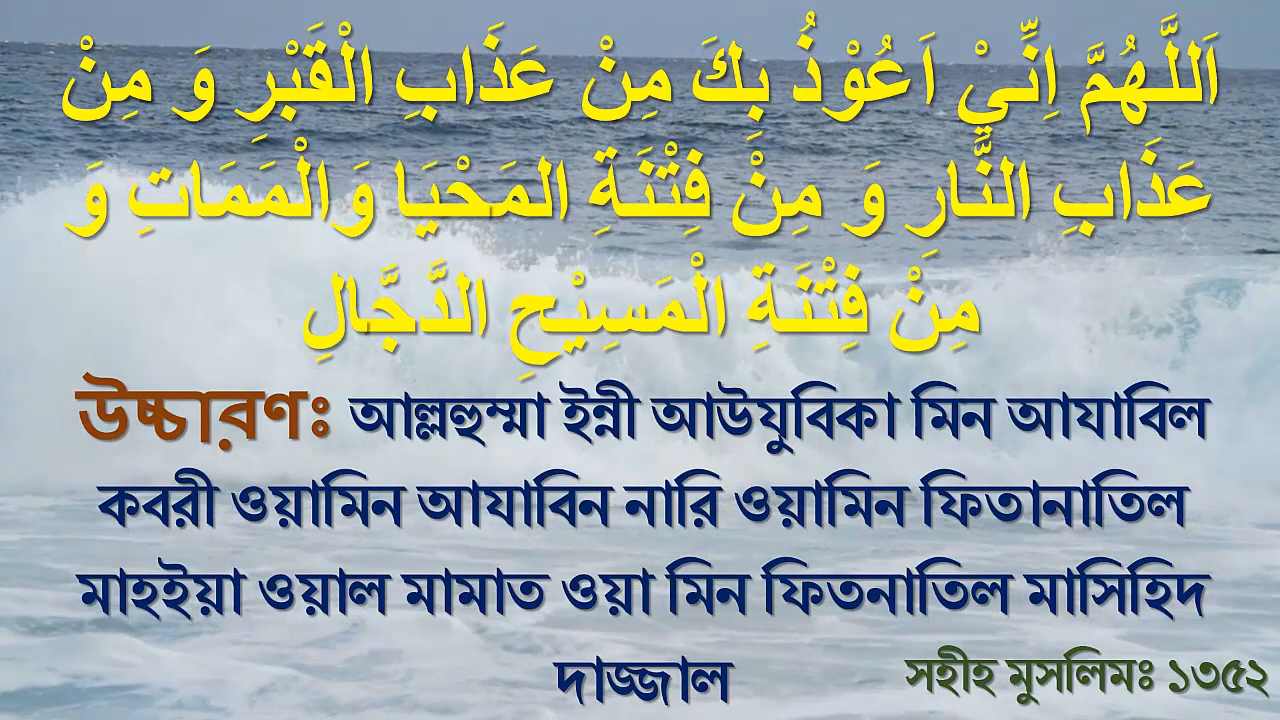 اَللَّهُمَّ اِنِّيْ اَعُوْذُ بِكَ مِنْ عَذَابِ الْقَبْرِ وَ مِنْ
عَذَابِ النَّارِ وَ مِنْ فِتْنَةِ المَحْيَا وَالْمَمَاتِ وَ
مِنْ فِتْنَةِ الْمَسِيْحِ الدَّجَّالِ
উচ্চারণঃ আল্লহুম্মা ইন্নী আউযুবিকা মিন আযাবিল
কবরী ওয়ামিন আযাবিন নারি ওয়ামিন ফিতানাতিল
মাহইয়া ওয়াল মামাত ওয়া মিন ফিতনাতিল মাসিহিদ
দাজ্জাল
সহীহ মুসলিমঃ ১৩৫২